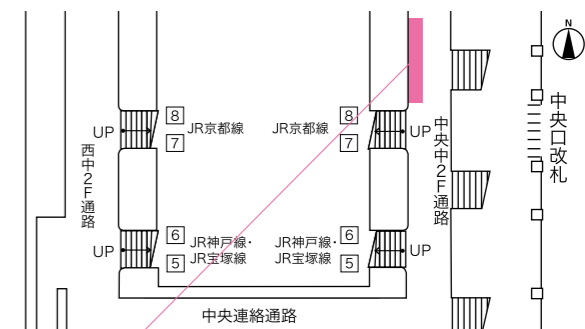 N
8
JR京都線
7
UP
JR京都線
8
7
UP
西中2F通路
中央中2F通路
中央口改札
6
JR神戸線・
JR宝塚線
5
UP
JR神戸線・
JR宝塚線
6
5
UP
中央連絡通路